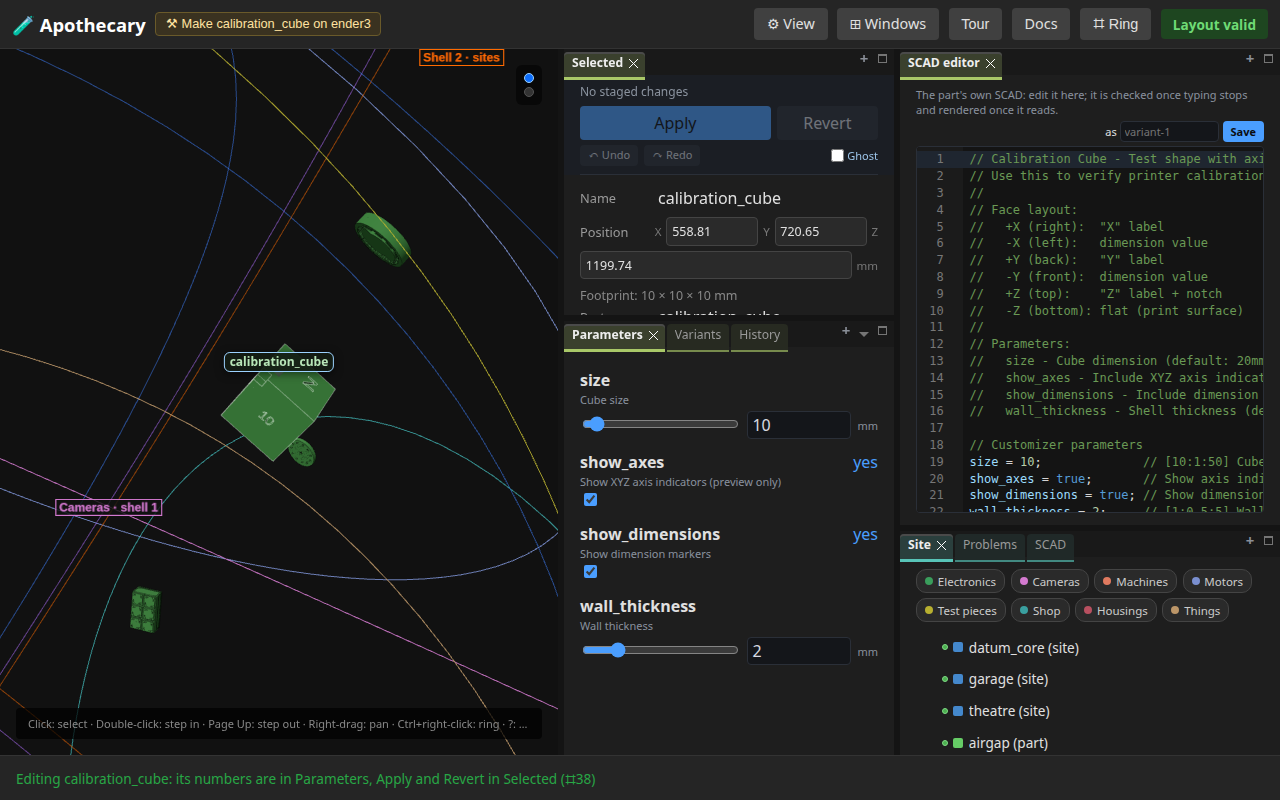 🧪 Apothecary
⚒ Make calibration_cube on ender3
⚙ View
⊞ Windows
Tour
Docs
⌗ Ring
Layout valid
Shell 2 · sites
calibration_cube
10
Z
Cameras · shell 1
Click: select · Double-click: step in · Page Up: step out · Right-drag: pan · Ctrl+right-click: ring · ?: ...
Selected
No staged changes
Apply
Revert
↶ Undo
↷ Redo
Ghost
Name calibration_cube
Position X 558.81 Y 720.65 Z
1199.74 mm
Footprint: 10 × 10 × 10 mm
Parameters
Variants
History
size
Cube size
10 mm
show_axes yes
Show XYZ axis indicators (preview only)
show_dimensions yes
Show dimension markers
wall_thickness
Wall thickness
2 mm
SCAD editor
The part's own SCAD: edit it here; it is checked once typing stops
and rendered once it reads.
as variant-1 Save
1 // Calibration Cube - Test shape with axi
2 // Use this to verify printer calibration
3 //
4 // Face layout:
5 //   +X (right):  "X" label
6 //   -X (left):   dimension value
7 //   +Y (back):   "Y" label
8 //   -Y (front):  dimension value
9 //   +Z (top):    "Z" label + notch
10 //   -Z (bottom): flat (print surface)
11 //
12 // Parameters:
13 //   size - Cube dimension (default: 20mm
14 //   show_axes - Include XYZ axis indicat
15 //   show_dimensions - Include dimension
16 //   wall_thickness - Shell thickness (de
17
18 // Customizer parameters
19 size = 10;              // [10:1:50] Cube
20 show_axes = true;       // Show axis indi
21 show_dimensions = true; // Show dimension
22 wall_thickness = 2;     // [1:0.5:5] Wall
Site
Problems
SCAD
Electronics
Cameras
Machines
Motors
Test pieces
Shop
Housings
Things
datum_core (site)
garage (site)
theatre (site)
airgap (part)
Editing calibration_cube: its numbers are in Parameters, Apply and Revert in Selected (⌗38)